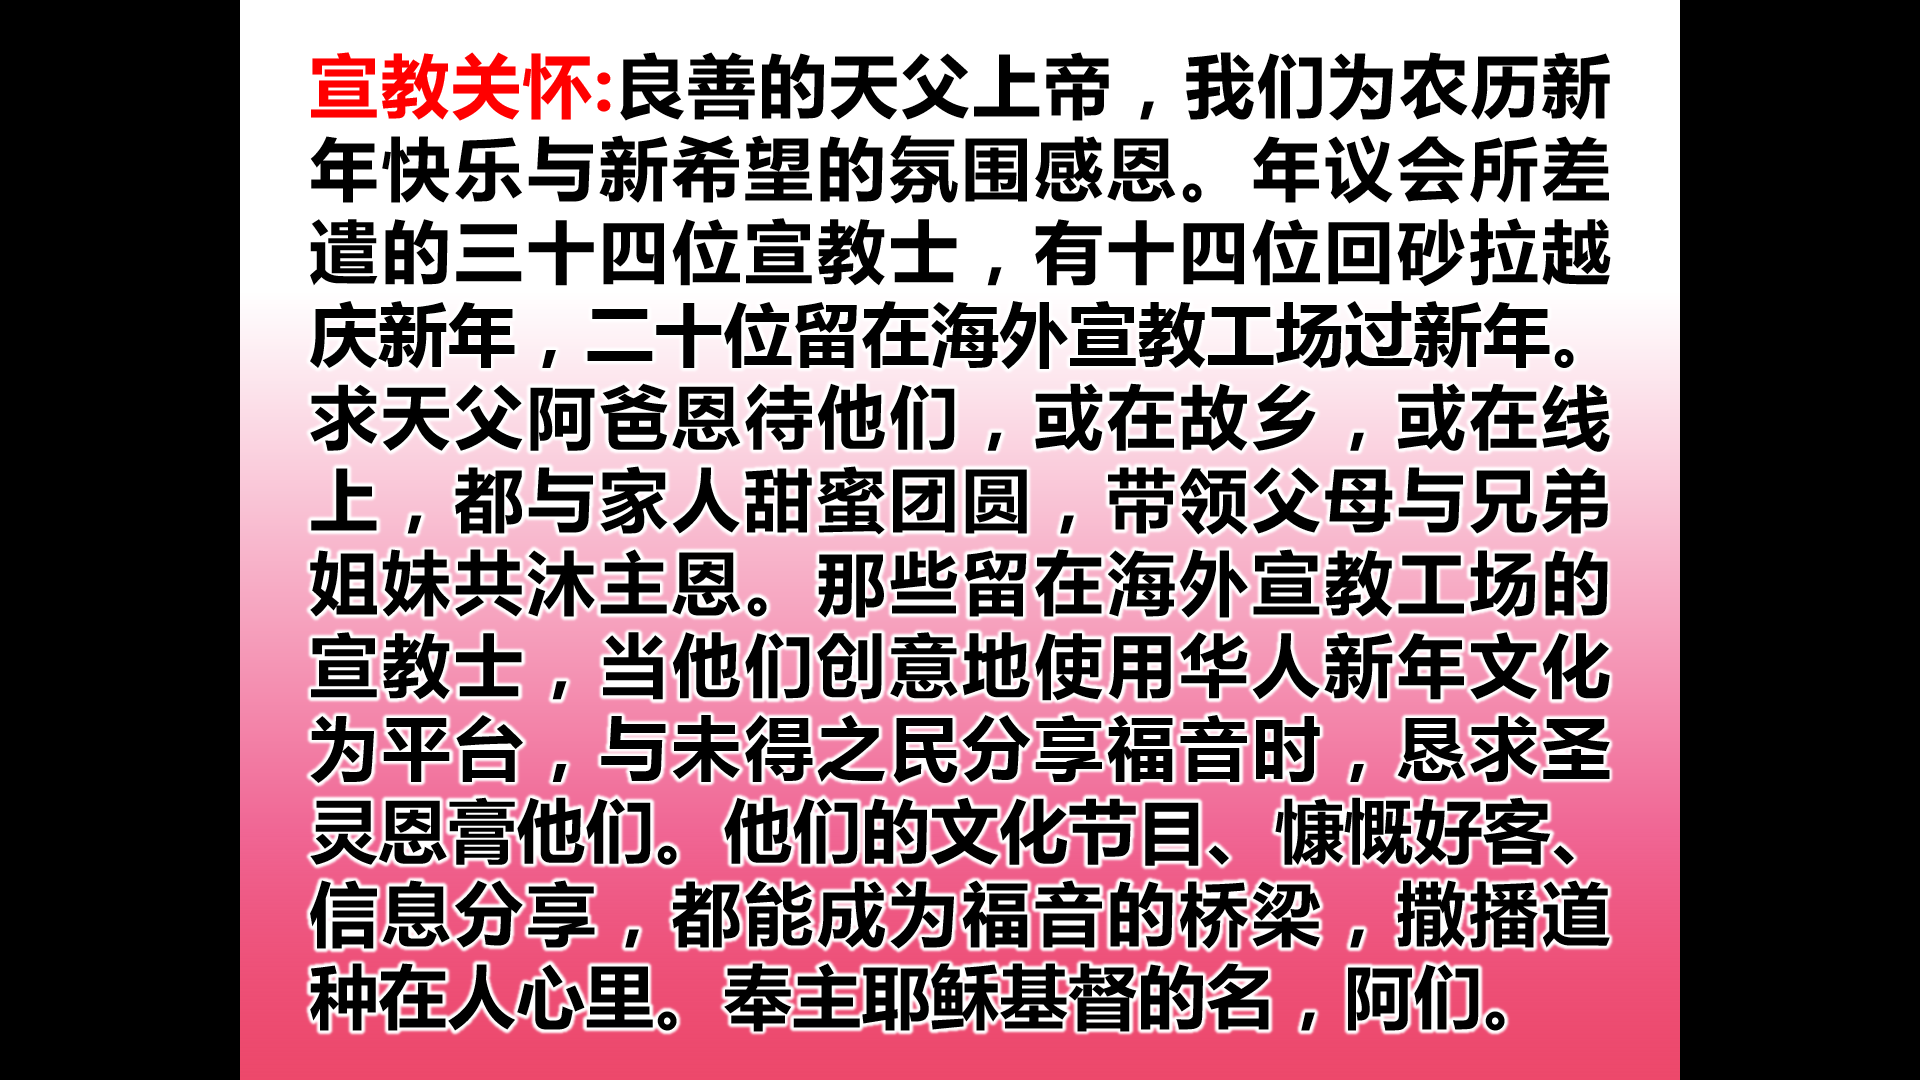 宣教关怀:良善的天父上帝，我们为农历新
年快乐与新希望的氛围感恩。年议会所差
遣的三十四位宣教士，有十四位回砂拉越
庆新年，二十位留在海外宣教工场过新年。
求天父阿爸恩待他们，或在故乡，或在线
上，都与家人甜蜜团圆，带领父母与兄弟
姐妹共沐主恩。那些留在海外宣教工场的
宣教士，当他们创意地使用华人新年文化
为平台，与未得之民分享福音时，恳求圣
灵恩膏他们。他们的文化节目、慷慨好客、
信息分享，都能成为福音的桥梁，撒播道
种在人心里。奉主耶稣基督的名，阿们。